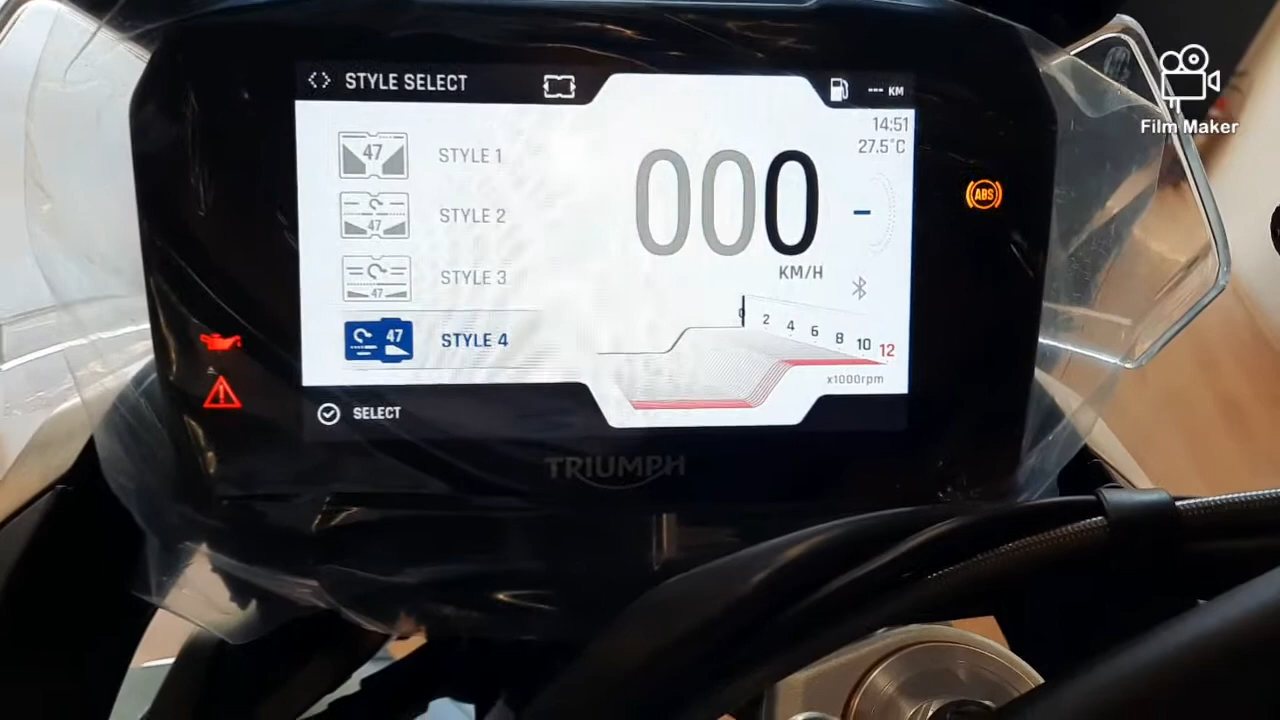 STYLE SELECT
--- KM
Film Maker
14:51
27.5°C
47
STYLE 1
000
ABS
47
STYLE 2
KM/H
47
STYLE 3
0 2 4 6 8 10 12
47
STYLE 4
x1000rpm
SELECT
TRIUMPH